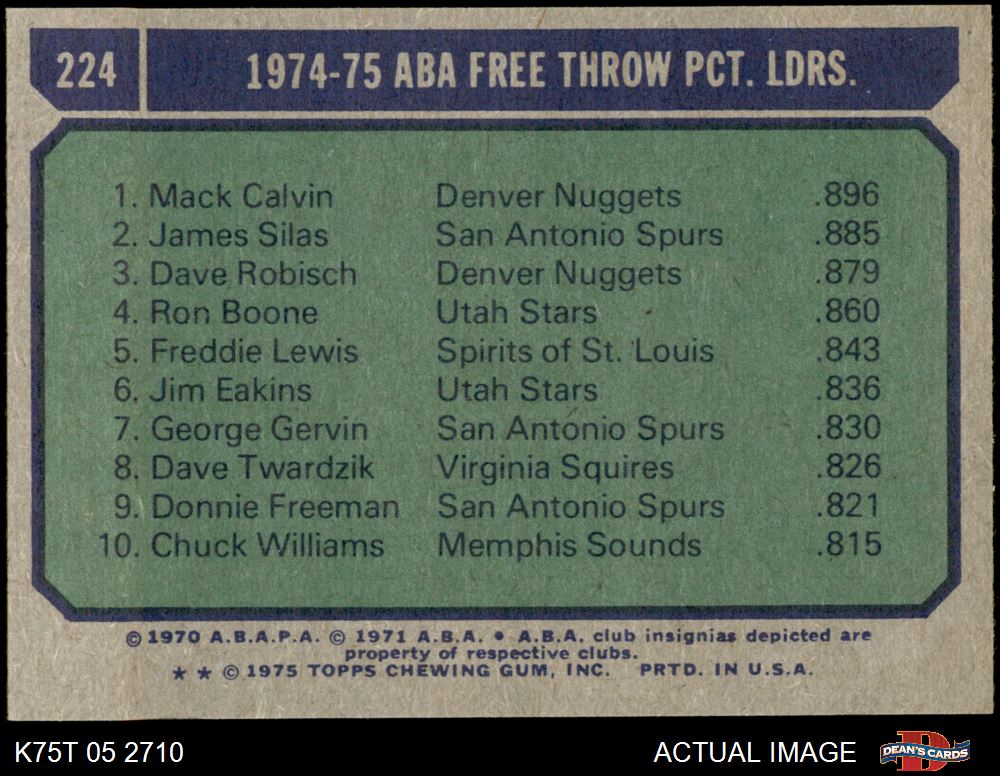 224
1974-75 ABA FREE THROW PCT. LDRS.
1. Mack Calvin Denver Nuggets .896
2. James Silas San Antonio Spurs .885
3. Dave Robisch Denver Nuggets .879
4. Ron Boone Utah Stars .860
5. Freddie Lewis Spirits of St. Louis .843
6. Jim Eakins Utah Stars .836
7. George Gervin San Antonio Spurs .830
8. Dave Twardzik Virginia Squires .826
9. Donnie Freeman San Antonio Spurs .821
10. Chuck Williams Memphis Sounds .815
© 1970 A.B.A.P.A. © 1971 A.B.A. • A.B.A. club insignias depicted are
property of respective clubs.
★ ★ © 1975 TOPPS CHEWING GUM, INC. PRTD. IN U.S.A.
K75T 05 2710
ACTUAL IMAGE
D
DEAN'S CARDS